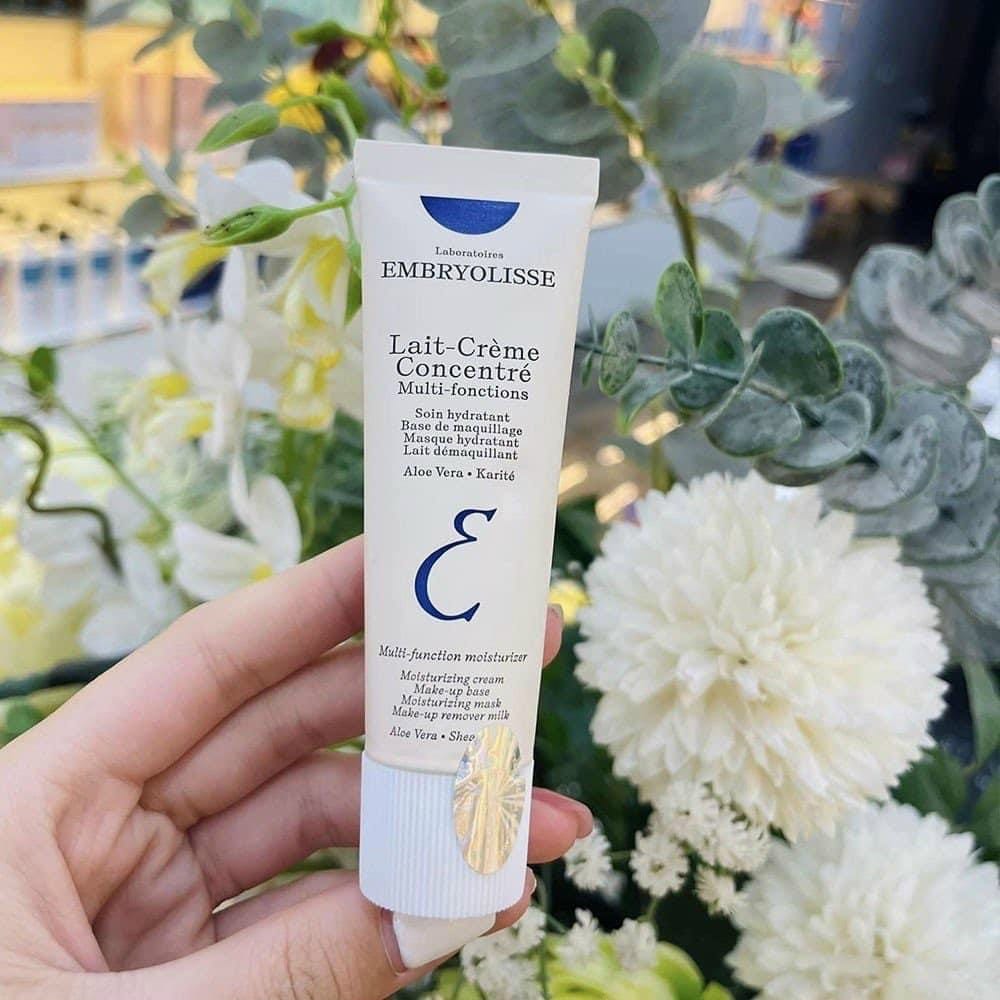 Laboratoires
EMBRYOLISSE
Lait-Crème
Concentré
Multi-fonctions
Soin hydratant
Base de maquillage
Masque hydratant
Lait démaquillant
Aloe Vera • Karité
Multi-function moisturizer
Moisturizing cream
Make-up base
Moisturizing mask
Make-up remover milk
Aloe Vera •